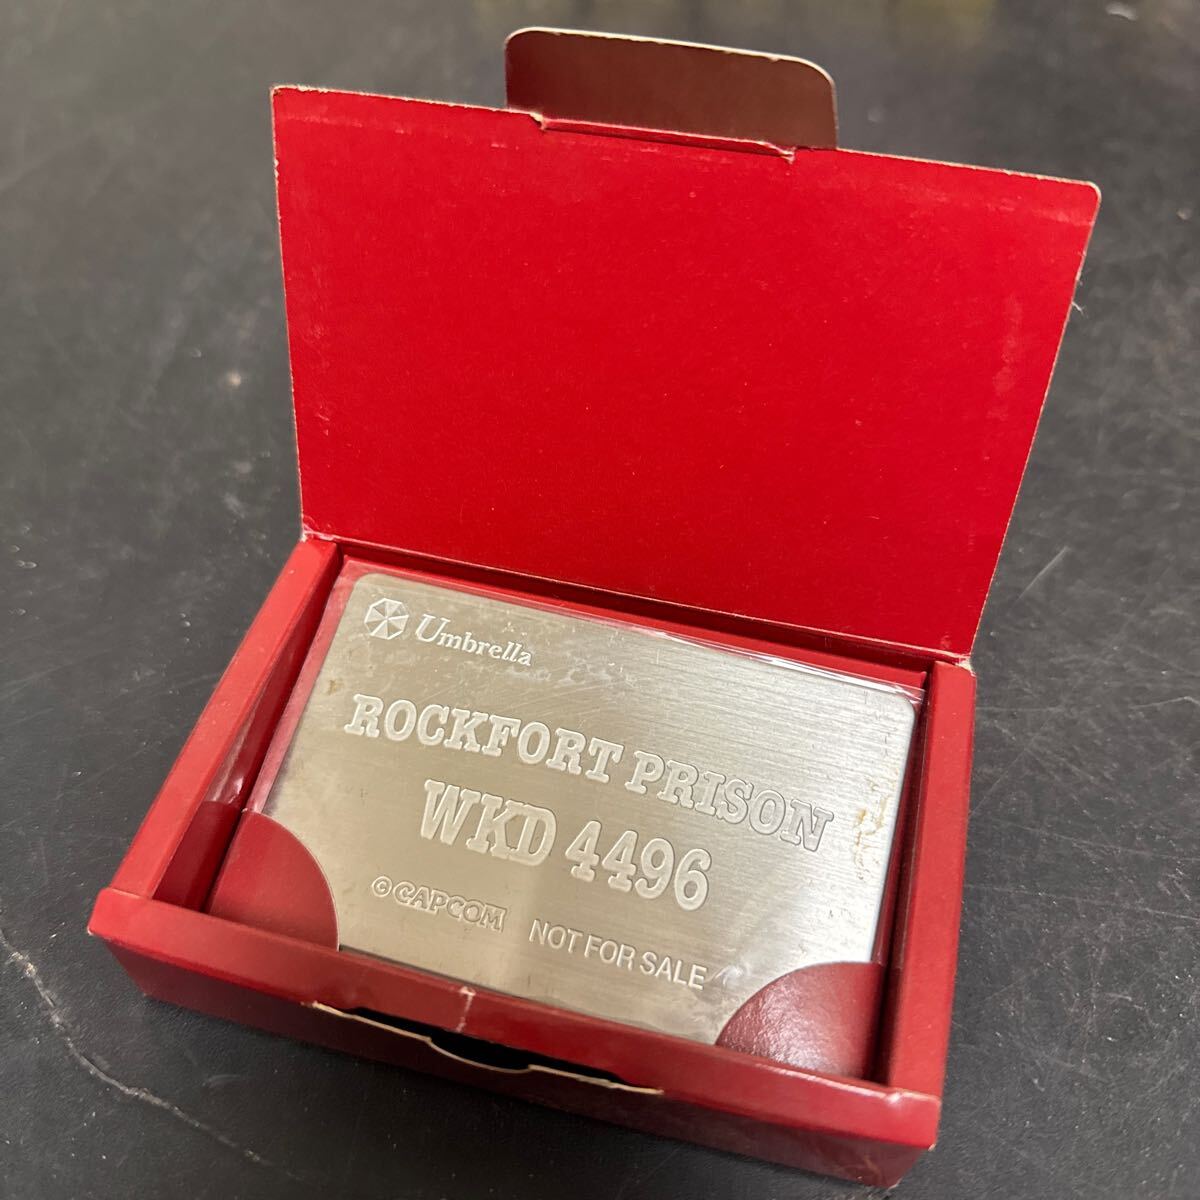 Umbrella
ROCKFORT PRISON
WKD 4496
©CAPCOM NOT FOR SALE